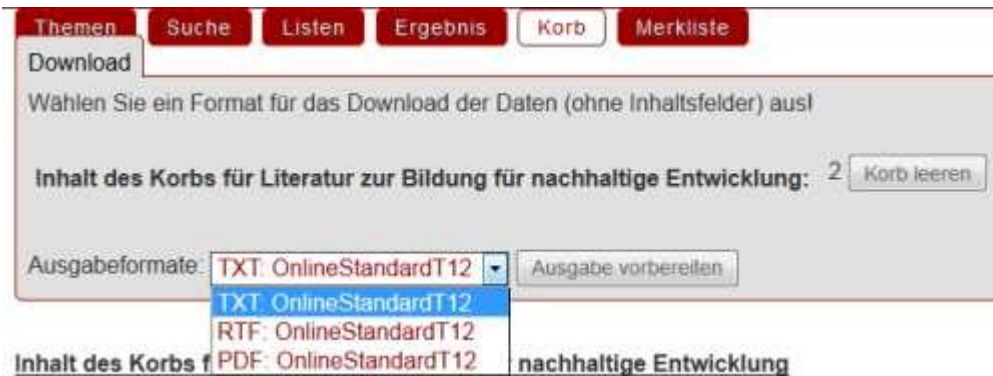 Themen Suche Listen Ergebnis Korb Merkliste
Download
Wählen Sie ein Format für das Download der Daten (ohne Inhaltsfelder) aus!
Inhalt des Korbs für Literatur zur Bildung für nachhaltige Entwicklung: 2 Korb leeren
Ausgabeformate: TXT: OnlineStandardT12 Ausgabe vorbereiten
TXT: OnlineStandardT12
RTF: OnlineStandardT12
PDF: OnlineStandardT12
Inhalt des Korbs f nachhaltige Entwicklung